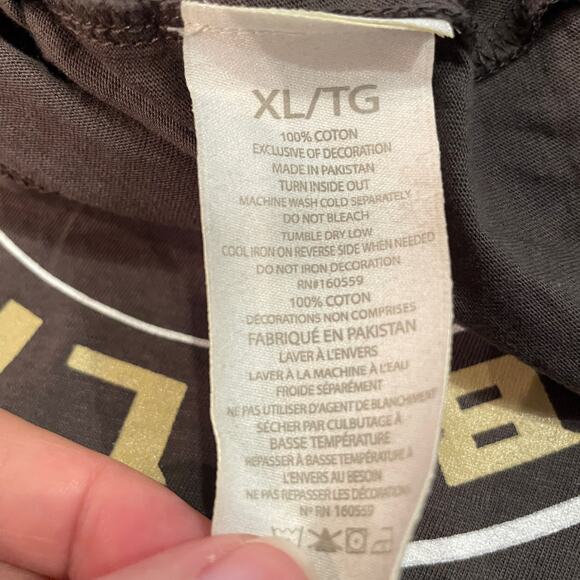 XL/TG
100% COTON
EXCLUSIVE OF DECORATION
MADE IN PAKISTAN
TURN INSIDE OUT
MACHINE WASH COLD SEPARATELY
DO NOT BLEACH
TUMBLE DRY LOW
COOL IRON ON REVERSE SIDE WHEN NEEDED
DO NOT IRON DECORATION
RN#160559
100% COTON
DÉCORATIONS NON COMPRISES
FABRIQUÉ EN PAKISTAN
LAVER À L'ENVERS
LAVER À LA MACHINE À L'EAU
FROIDE SÉPARÉMENT
NE PAS UTILISER D'AGENT DE BLANCHIMENT
SÉCHER PAR CULBUTAGE À
BASSE TEMPÉRATURE
REPASSER À BASSE TEMPÉRATURE À
L'ENVERS AU BESOIN
NE PAS REPASSER LES DÉCORATIONS
Nº RN 160559